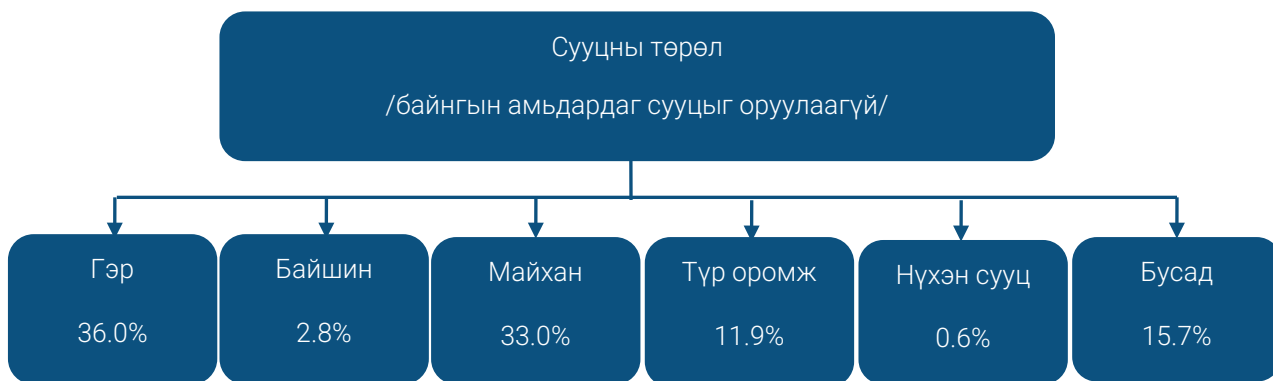 Сууцны төрөл
/байнгын амьдардаг сууцыг оруулаагүй/
Гэр
36.0%
Байшин
2.8%
Майхан
33.0%
Түр оромж
11.9%
Нүхэн сууц
0.6%
Бусад
15.7%